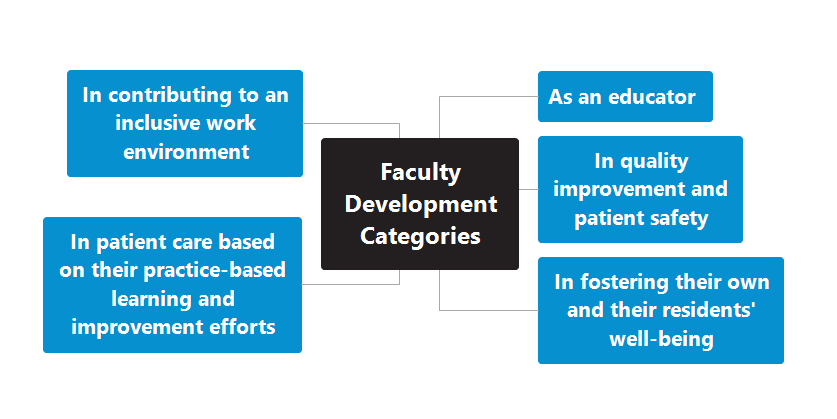 In contributing to an
inclusive work
environment
In patient care based
on their practice-based
learning and
improvement efforts
Faculty
Development
Categories
As an educator
In quality
improvement and
patient safety
In fostering their own
and their residents'
well-being